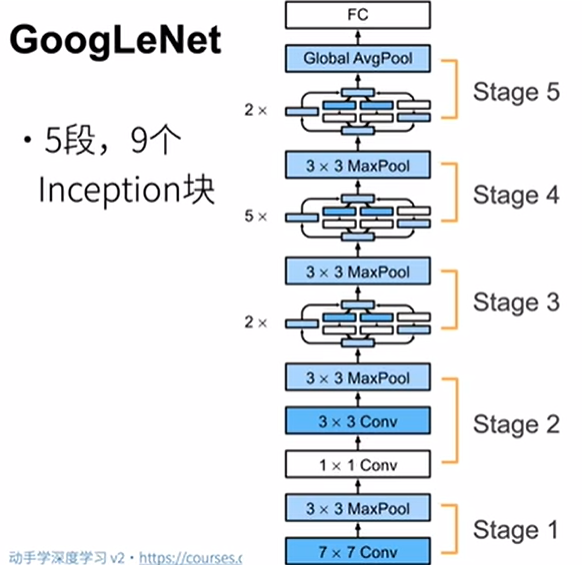 GoogLeNet
• 5段，9个
Inception块
FC
Global AvgPool
2 ×
Stage 5
3 × 3 MaxPool
5 ×
Stage 4
3 × 3 MaxPool
2 ×
Stage 3
3 × 3 MaxPool
3 × 3 Conv
1 × 1 Conv
Stage 2
3 × 3 MaxPool
7 × 7 Conv
Stage 1
动手学深度学习 v2 • https://courses.